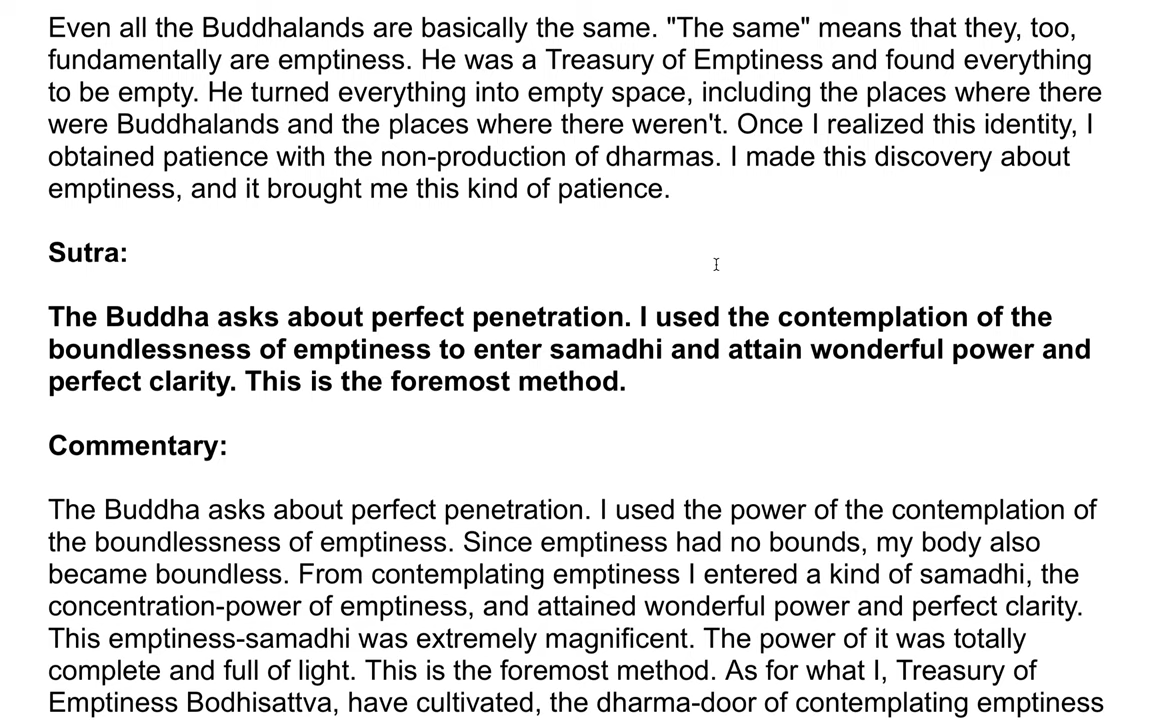 Even all the Buddhalands are basically the same. "The same" means that they, too,
fundamentally are emptiness. He was a Treasury of Emptiness and found everything
to be empty. He turned everything into empty space, including the places where there
were Buddhalands and the places where there weren't. Once I realized this identity, I
obtained patience with the non-production of dharmas. I made this discovery about
emptiness, and it brought me this kind of patience.
Sutra:
The Buddha asks about perfect penetration. I used the contemplation of the
boundlessness of emptiness to enter samadhi and attain wonderful power and
perfect clarity. This is the foremost method.
Commentary:
The Buddha asks about perfect penetration. I used the power of the contemplation of
the boundlessness of emptiness. Since emptiness had no bounds, my body also
became boundless. From contemplating emptiness I entered a kind of samadhi, the
concentration-power of emptiness, and attained wonderful power and perfect clarity.
This emptiness-samadhi was extremely magnificent. The power of it was totally
complete and full of light. This is the foremost method. As for what I, Treasury of
Emptiness Bodhisattva, have cultivated, the dharma-door of contemplating emptiness